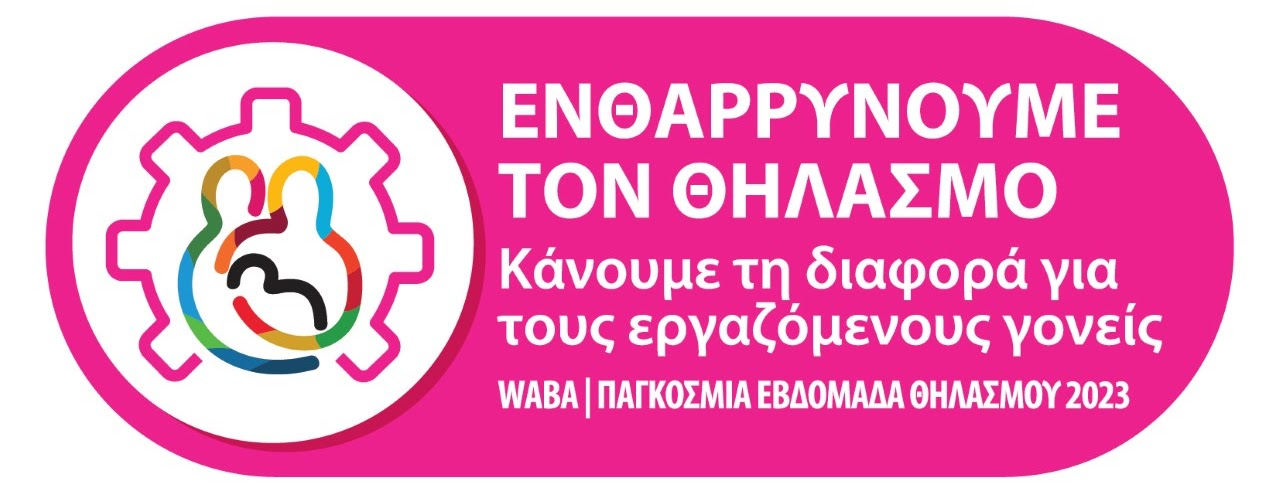 ΕΝΘΑΡΡΥΝΟΥΜΕ
ΤΟΝ ΘΗΛΑΣΜΟ
Κάνουμε τη διαφορά για
τους εργαζόμενους γονείς
WABA | ΠΑΓΚΟΣΜΙΑ ΕΒΔΟΜΑΔΑ ΘΗΛΑΣΜΟΥ 2023